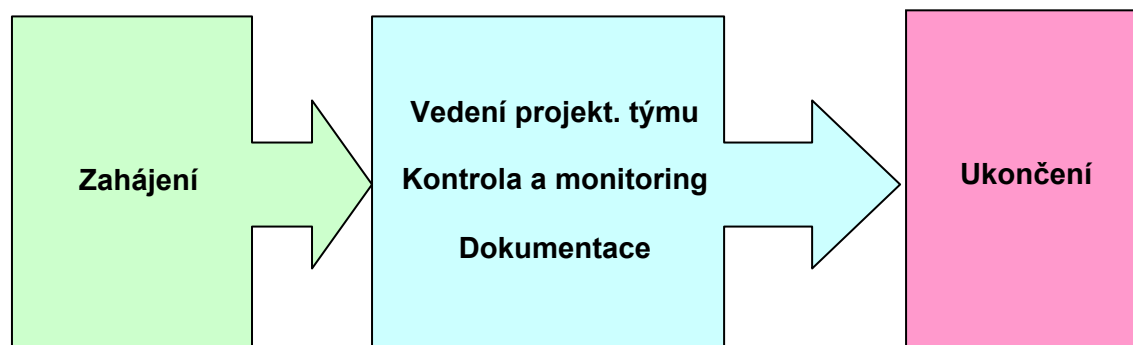 Zahájení
Vedení projekt. týmu
Kontrola a monitoring
Dokumentace
Ukončení